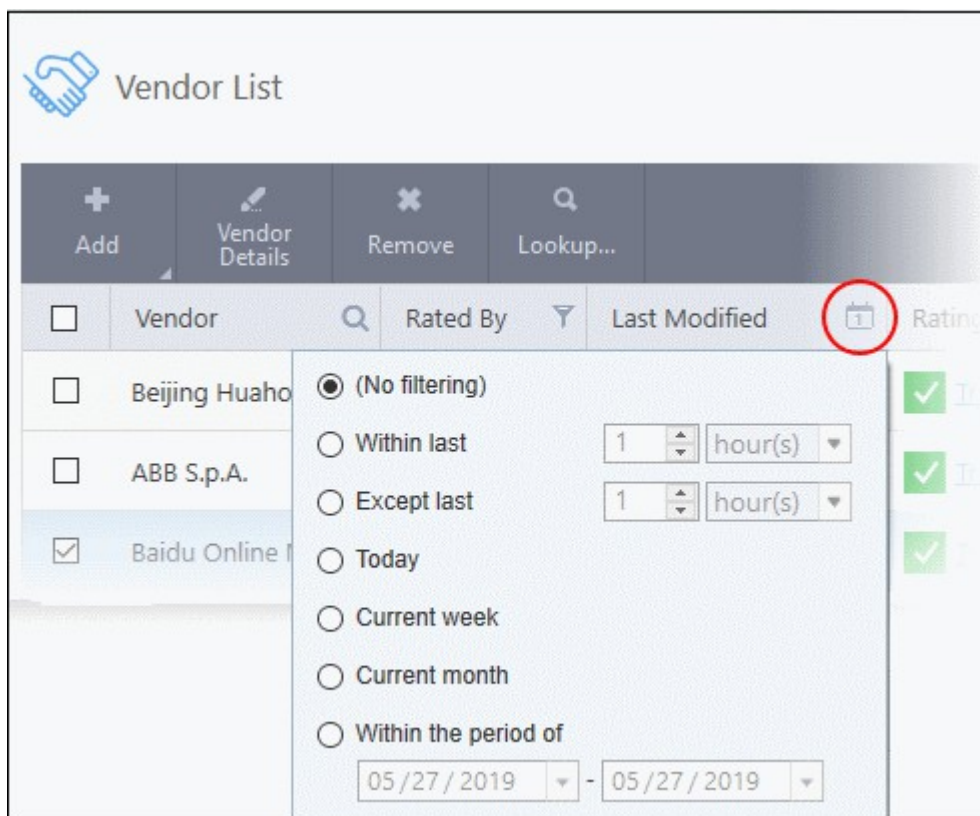 Vendor List
Add
Vendor
Details
Remove
Lookup...
Vendor Rated By Last Modified 1 Rating
Beijing Huaho
(No filtering)
ABB S.p.A.
Within last 1 hour(s)
Except last 1 hour(s)
Baidu Online
Today
Current week
Current month
Within the period of
05/27/2019 - 05/27/2019